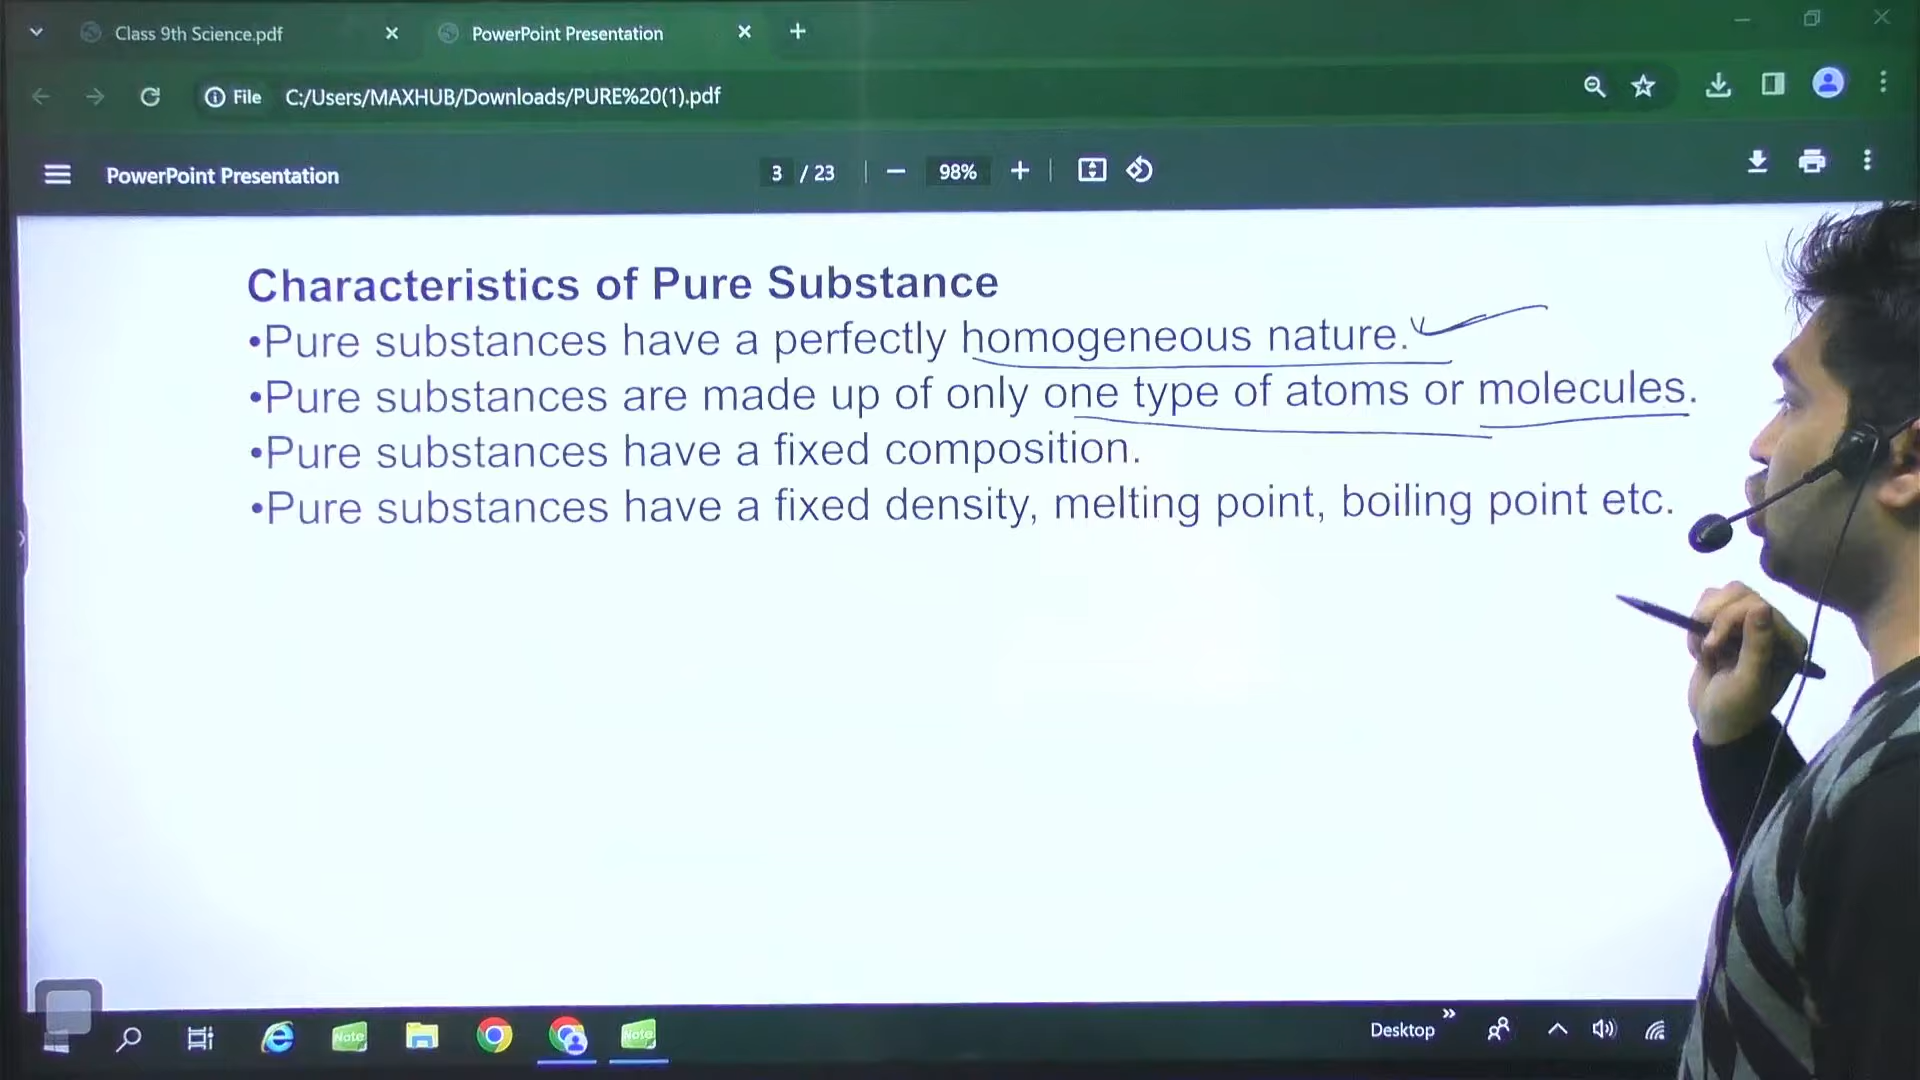 Class 9th Science.pdf
PowerPoint Presentation
File C:/Users/MAXHUB/Downloads/PURE%20(1).pdf
PowerPoint Presentation 3 / 23 98%
Characteristics of Pure Substance
•Pure substances have a perfectly homogeneous nature.
•Pure substances are made up of only one type of atoms or molecules.
•Pure substances have a fixed composition.
•Pure substances have a fixed density, melting point, boiling point etc.
Note Note Desktop